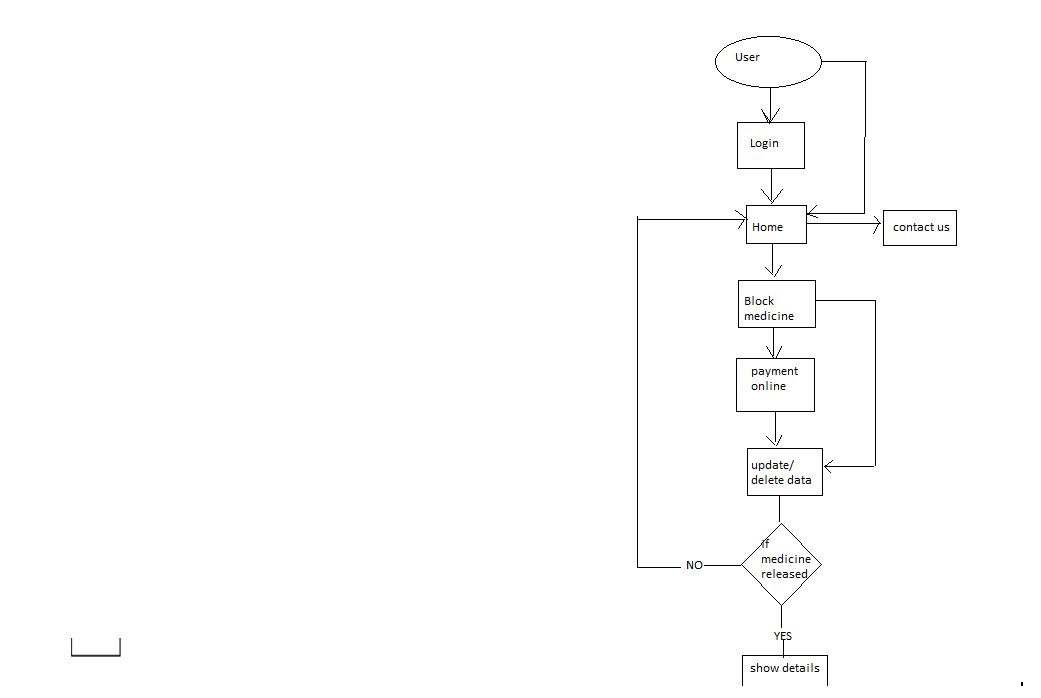 User
Login
Home
contact us
Block
medicine
payment
online
update/
delete data
if
medicine
released
NO
YES
show details